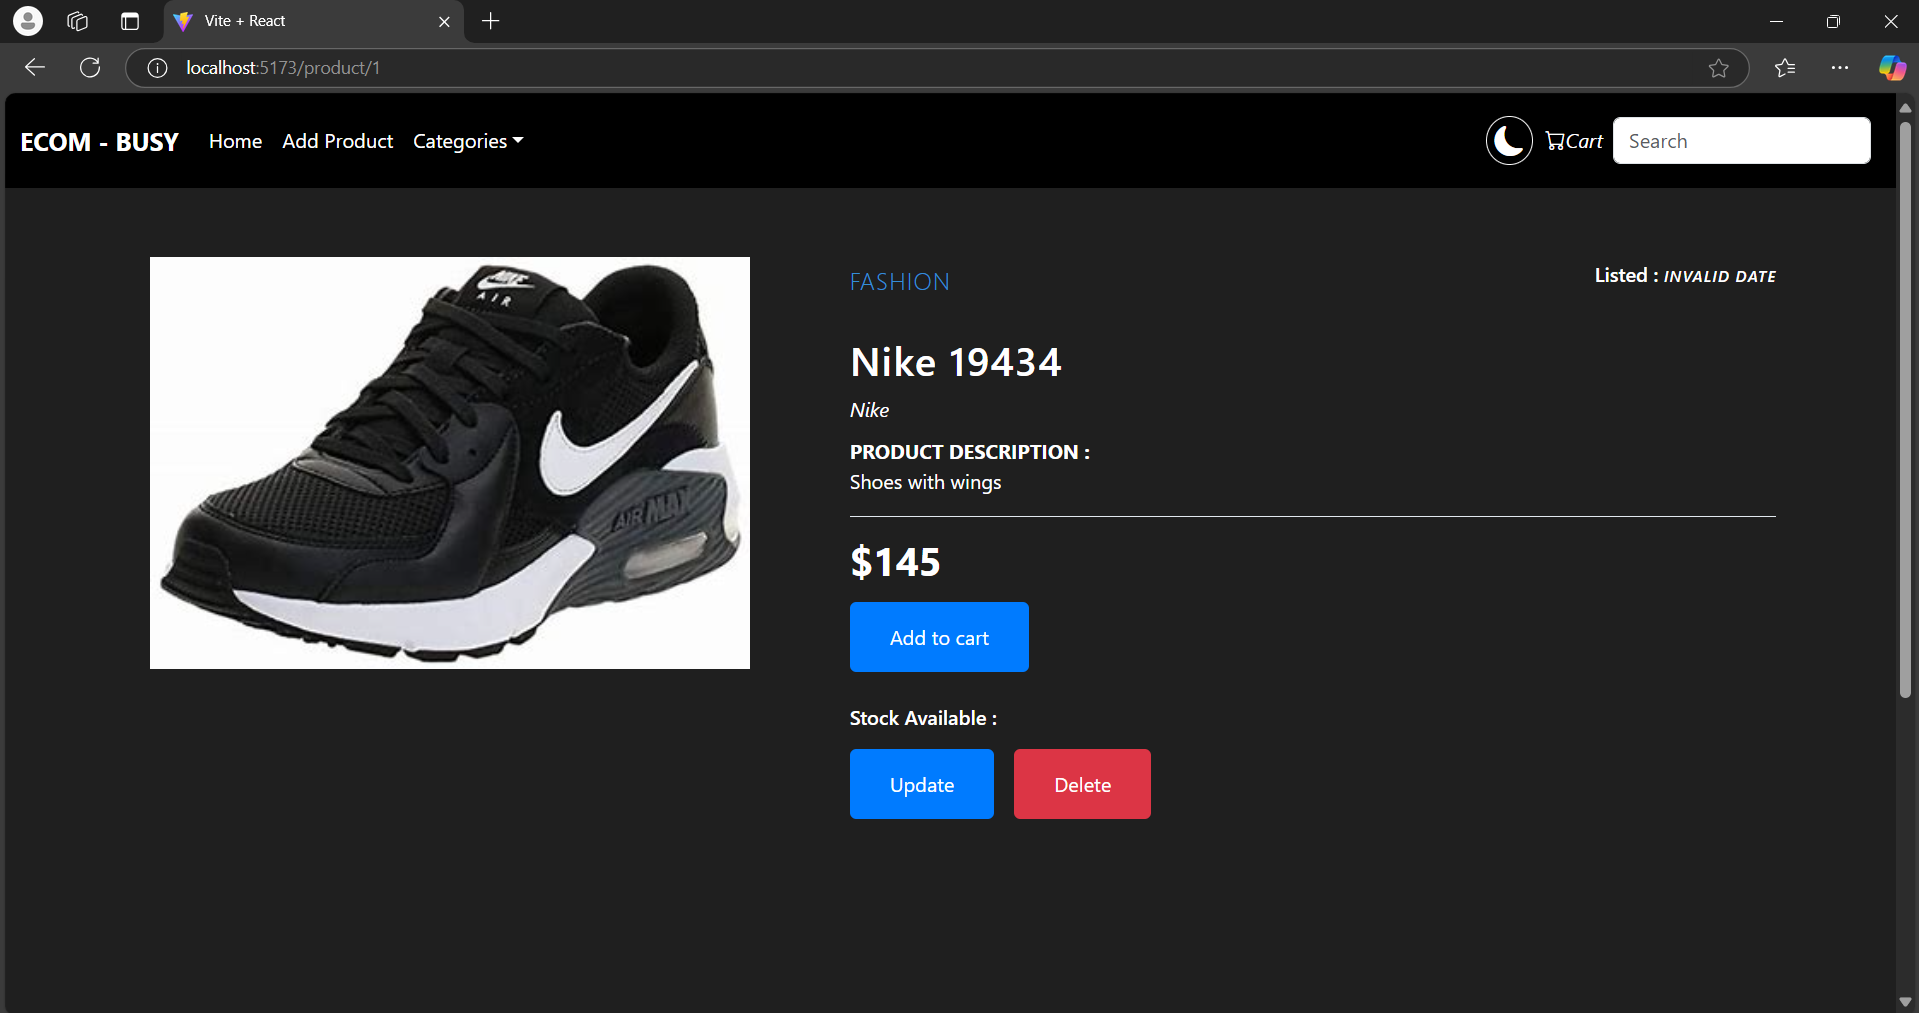 Vite + React
localhost:5173/product/1
ECOM - BUSY Home Add Product Categories Cart Search
NIKE
AIR
AIR MAX
FASHION
Listed : INVALID DATE
Nike 19434
Nike
PRODUCT DESCRIPTION :
Shoes with wings
$145
Add to cart
Stock Available :
Update Delete